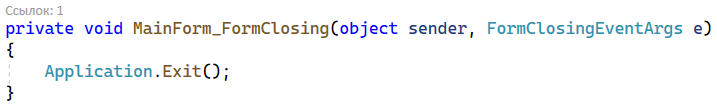 Ссылок: 1
private void MainForm_FormClosing(object sender, FormClosingEventArgs e)
{
    Application.Exit();
}